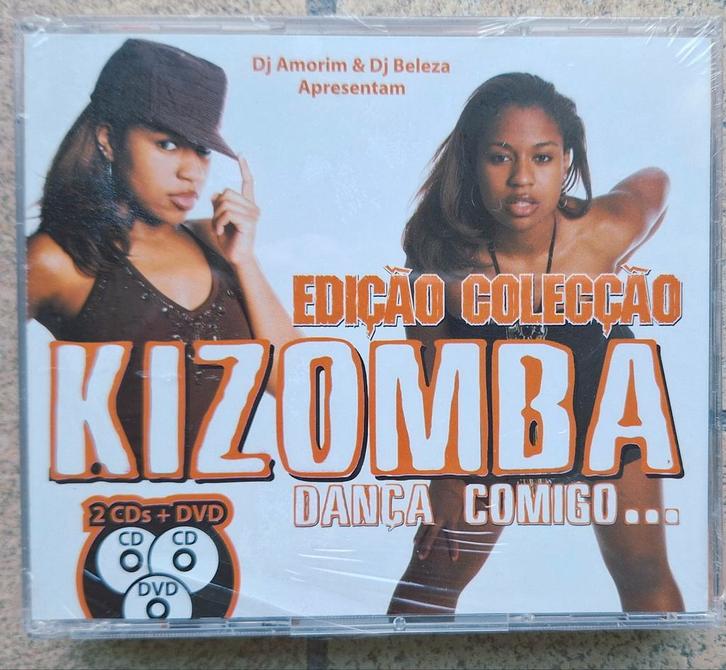 Dj Amorim & Dj Beleza
Apresentam
EDIÇÃO COLECÇÃO
KIZOMBA
DANÇA COMIGO...
2 CDs + DVD
CD CD
DVD